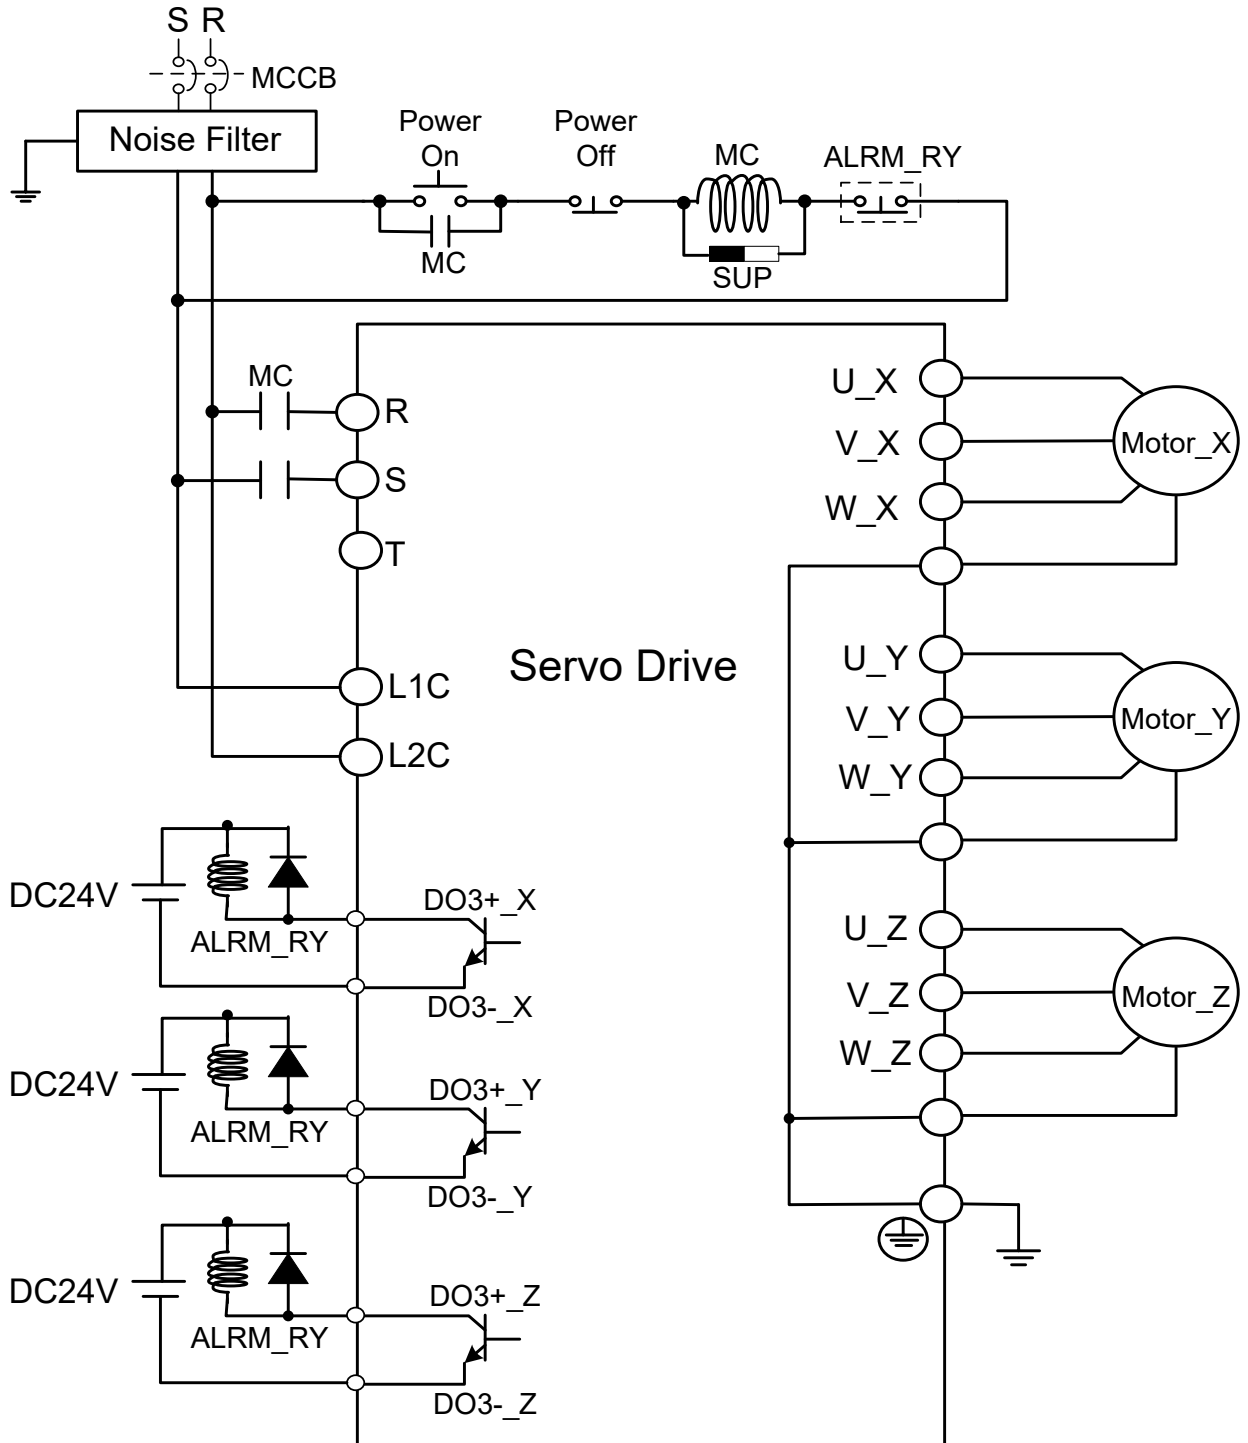 S R
MCCB
Noise Filter
Power
On
Power
Off
MC
ALRM_RY
MC
SUP
MC
R
S
T
L1C
L2C
Servo Drive
U_X
V_X
W_X
Motor_X
U_Y
V_Y
W_Y
Motor_Y
U_Z
V_Z
W_Z
Motor_Z
DC24V
ALRM_RY
DO3+_X
DO3-_X
DC24V
ALRM_RY
DO3+_Y
DO3-_Y
DC24V
ALRM_RY
DO3+_Z
DO3-_Z